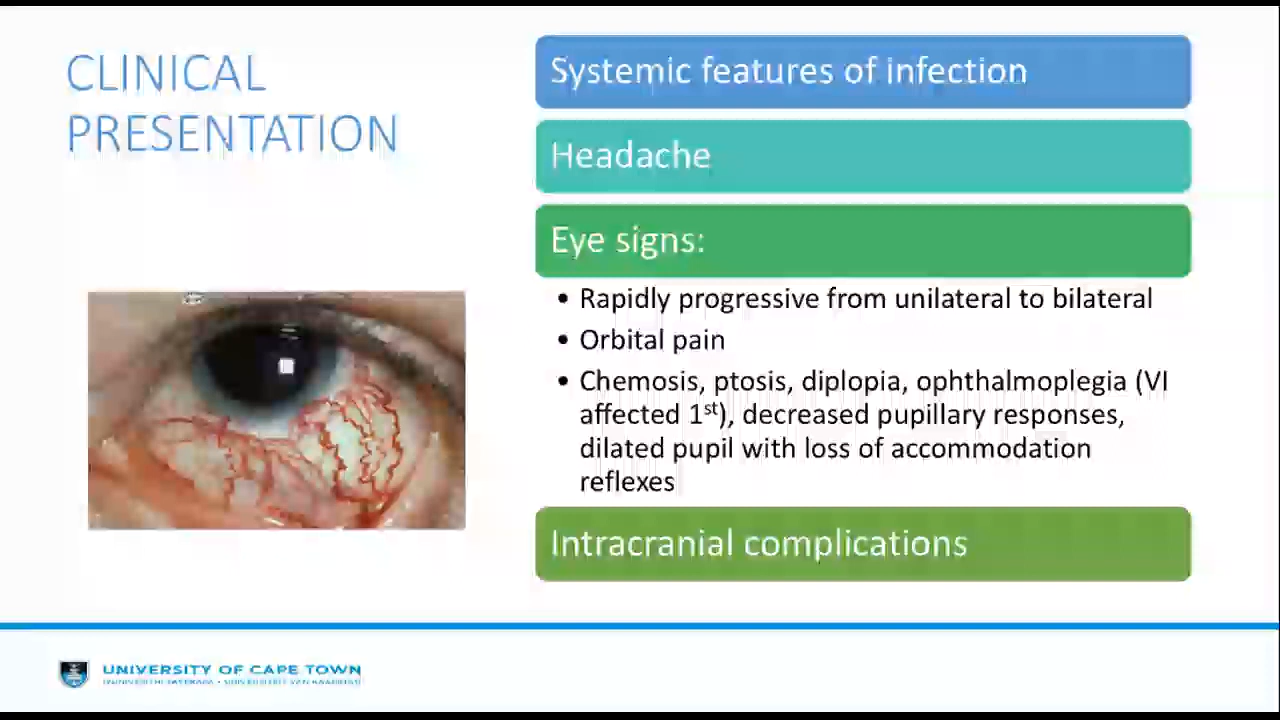 CLINICAL
PRESENTATION
Systemic features of infection
Headache
Eye signs:
• Rapidly progressive from unilateral to bilateral
• Orbital pain
• Chemosis, ptosis, diplopia, ophthalmoplegia (VI
affected 1st), decreased pupillary responses,
dilated pupil with loss of accommodation
reflexes
Intracranial complications
UNIVERSITY OF CAPE TOWN